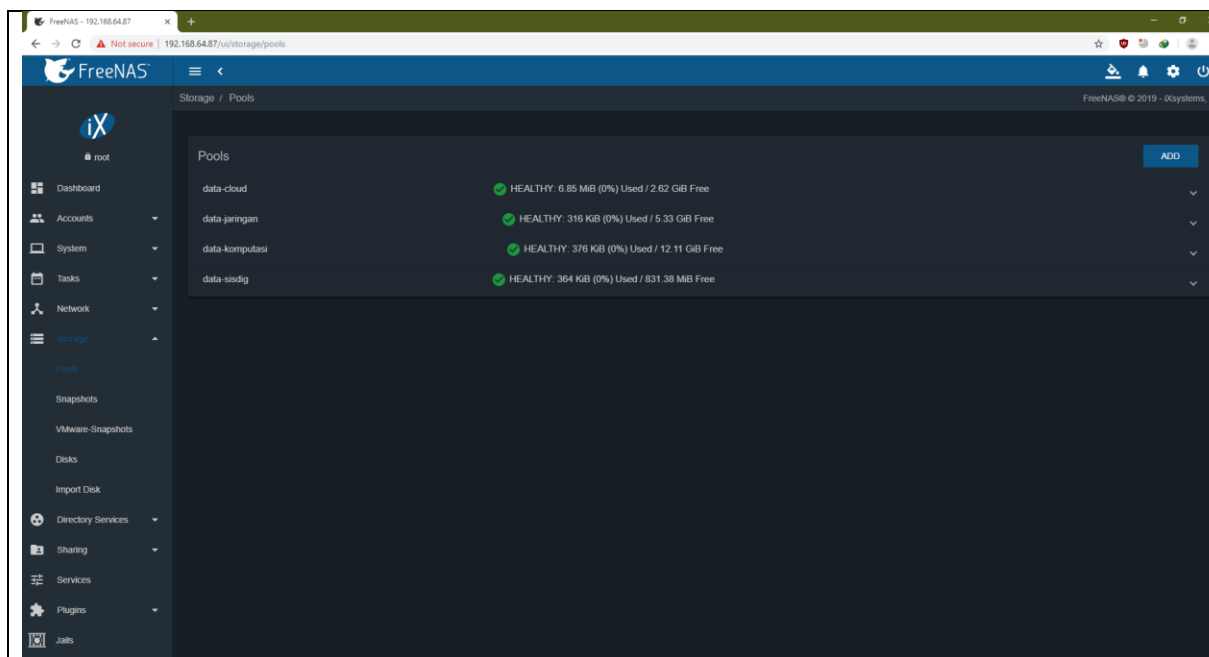 FreeNAS - 192.168.64.87
Not secure | 192.168.64.87/ui/storage/pools
FreeNAS
Storage / Pools
FreeNAS® © 2019 - iXsystems,
iX
root
Pools
ADD
data-cloud HEALTHY: 6.85 MiB (0%) Used / 2.62 GiB Free
data-jaringan HEALTHY: 316 KiB (0%) Used / 5.33 GiB Free
data-komputasi HEALTHY: 376 KiB (0%) Used / 12.11 GiB Free
data-sisdig HEALTHY: 364 KiB (0%) Used / 831.38 MiB Free
Dashboard
Accounts
System
Tasks
Network
Storage
Pools
Snapshots
VMware-Snapshots
Disks
Import Disk
Directory Services
Sharing
Services
Plugins
Jails